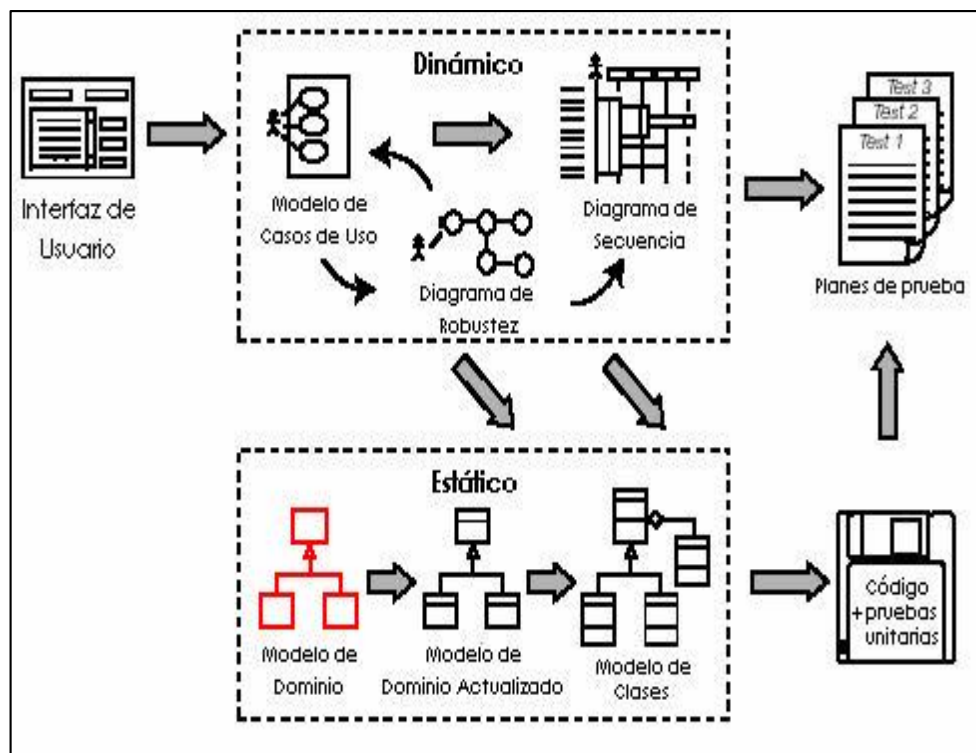 Dinámico
Interfaz de
Usuario
Modelo de
Casos de Uso
Diagrama de
Robustez
Diagrama de
Secuencia
Test 3
Test 2
Test 1
Planes de prueba
Estático
Modelo de
Dominio
Modelo de
Dominio Actualizado
Modelo de
Clases
Código
+pruebas
unitarias